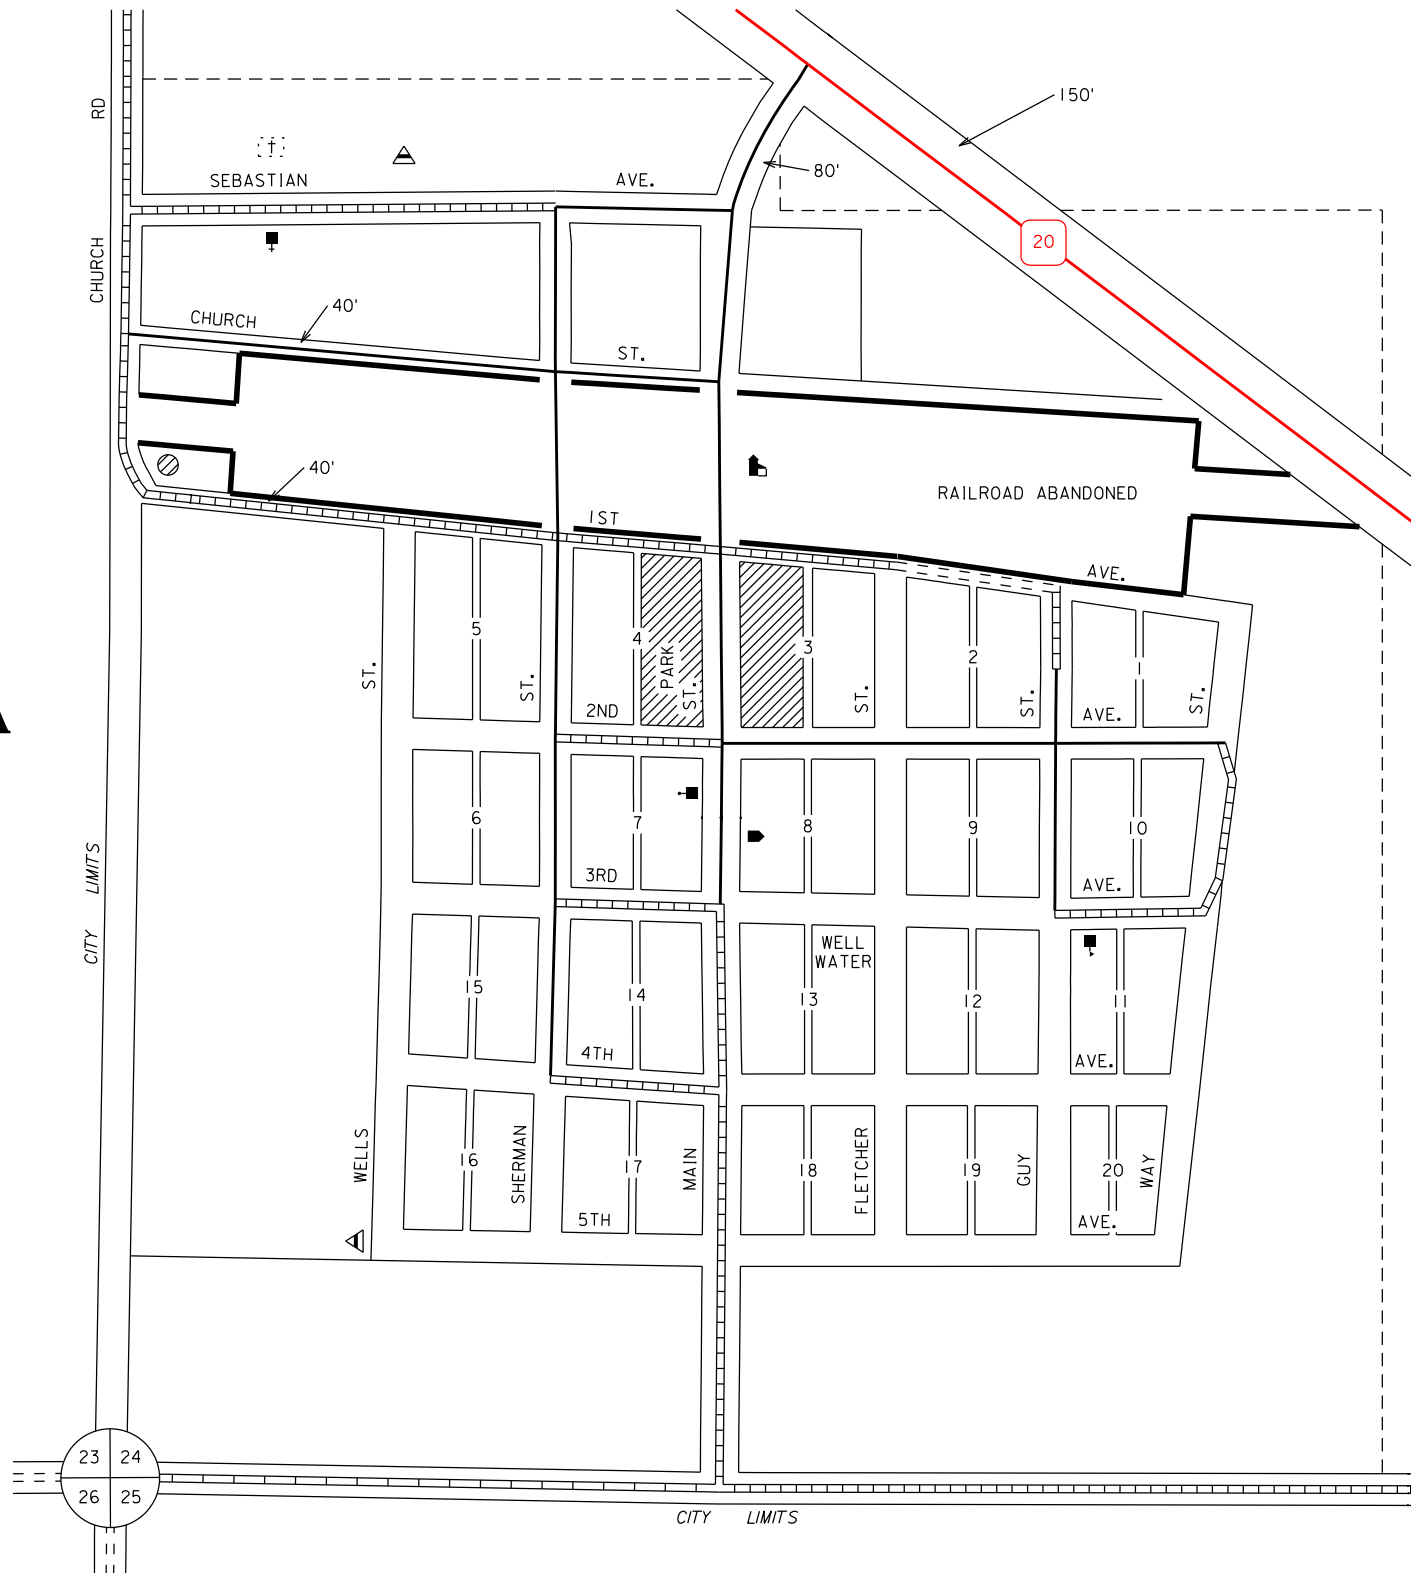 150'
RD
80'
SEBASTIAN AVE.
20
CHURCH
40'
CHURCH ST.
40'
RAILROAD ABANDONED
1ST AVE.
5
4
PARK
3
2
1
ST.
ST.
ST.
ST.
ST.
ST.
2ND AVE.
6
7
8
9
10
3RD AVE.
CITY LIMITS
WELL
WATER
15
14
13
12
11
4TH AVE.
16
17
18
19
20
WELLS
SHERMAN
MAIN
FLETCHER
GUY
WAY
5TH AVE.
23 24
26 25
CITY LIMITS